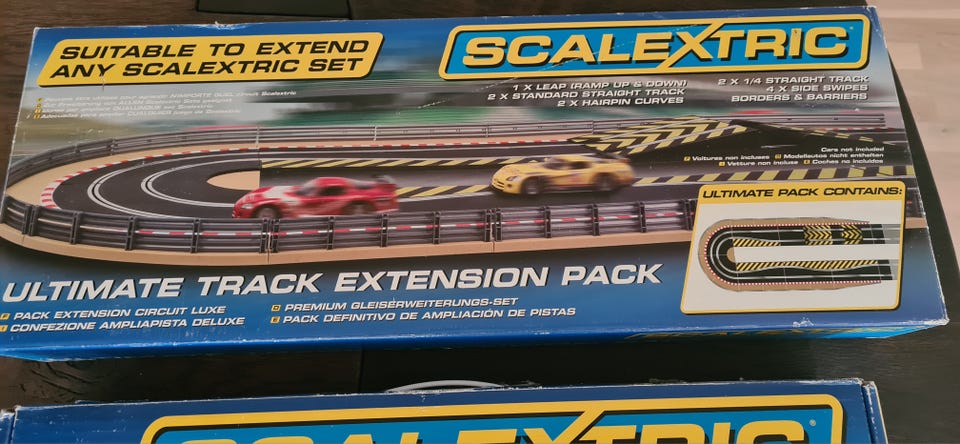 SUITABLE TO EXTEND
ANY SCALEXTRIC SET
SCALEXTRIC
1 X LEAP (RAMP UP & DOWN)
2 X STANDARD STRAIGHT TRACK
2 X HAIRPIN CURVES
2 X 1/4 STRAIGHT TRACK
4 X SIDE SWIPES
BORDERS & BARRIERS
Cars not included
Voitures non incluses Modellautos nicht enthalten
Vetture non incluse Coches no incluidos
ULTIMATE PACK CONTAINS:
ULTIMATE TRACK EXTENSION PACK
F PACK EXTENSION CIRCUIT LUXE
I CONFEZIONE AMPLIAPISTA DELUXE
D PREMIUM GLEISERWEITERUNGS-SET
E PACK DEFINITIVO DE AMPLIACIÓN DE PISTAS
SCALEXTRIC